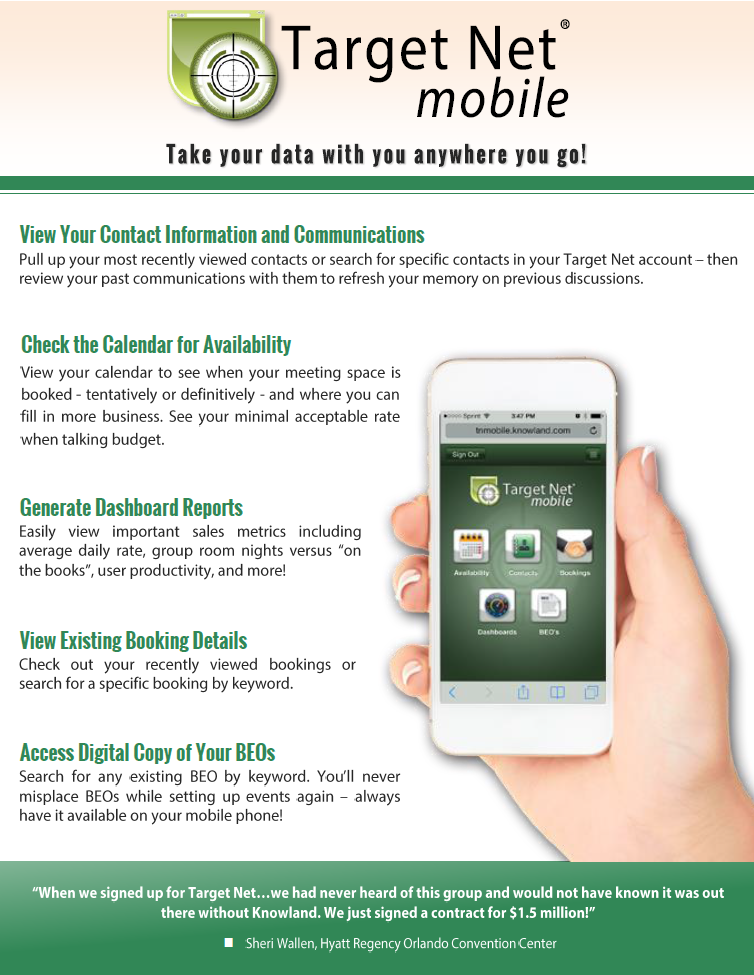 Target Net®
mobile
Take your data with you anywhere you go!
View Your Contact Information and Communications
Pull up your most recently viewed contacts or search for specific contacts in your Target Net account – then
review your past communications with them to refresh your memory on previous discussions.
Check the Calendar for Availability
View your calendar to see when your meeting space is
booked - tentatively or definitively - and where you can
fill in more business. See your minimal acceptable rate
when talking budget.
Generate Dashboard Reports
Easily view important sales metrics including
average daily rate, group room nights versus “on
the books”, user productivity, and more!
View Existing Booking Details
Check out your recently viewed bookings or
search for a specific booking by keyword.
Access Digital Copy of Your BEOs
Search for any existing BEO by keyword. You’ll never
misplace BEOs while setting up events again – always
have it available on your mobile phone!
Sprint 3:47 PM
tnmobile.knowland.com
Sign Out
Target Net®
mobile
Availability Contacts Bookings
Dashboards BEO's
“When we signed up for Target Net…we had never heard of this group and would not have known it was out
there without Knowland. We just signed a contract for $1.5 million!”
Sheri Wallen, Hyatt Regency Orlando Convention Center